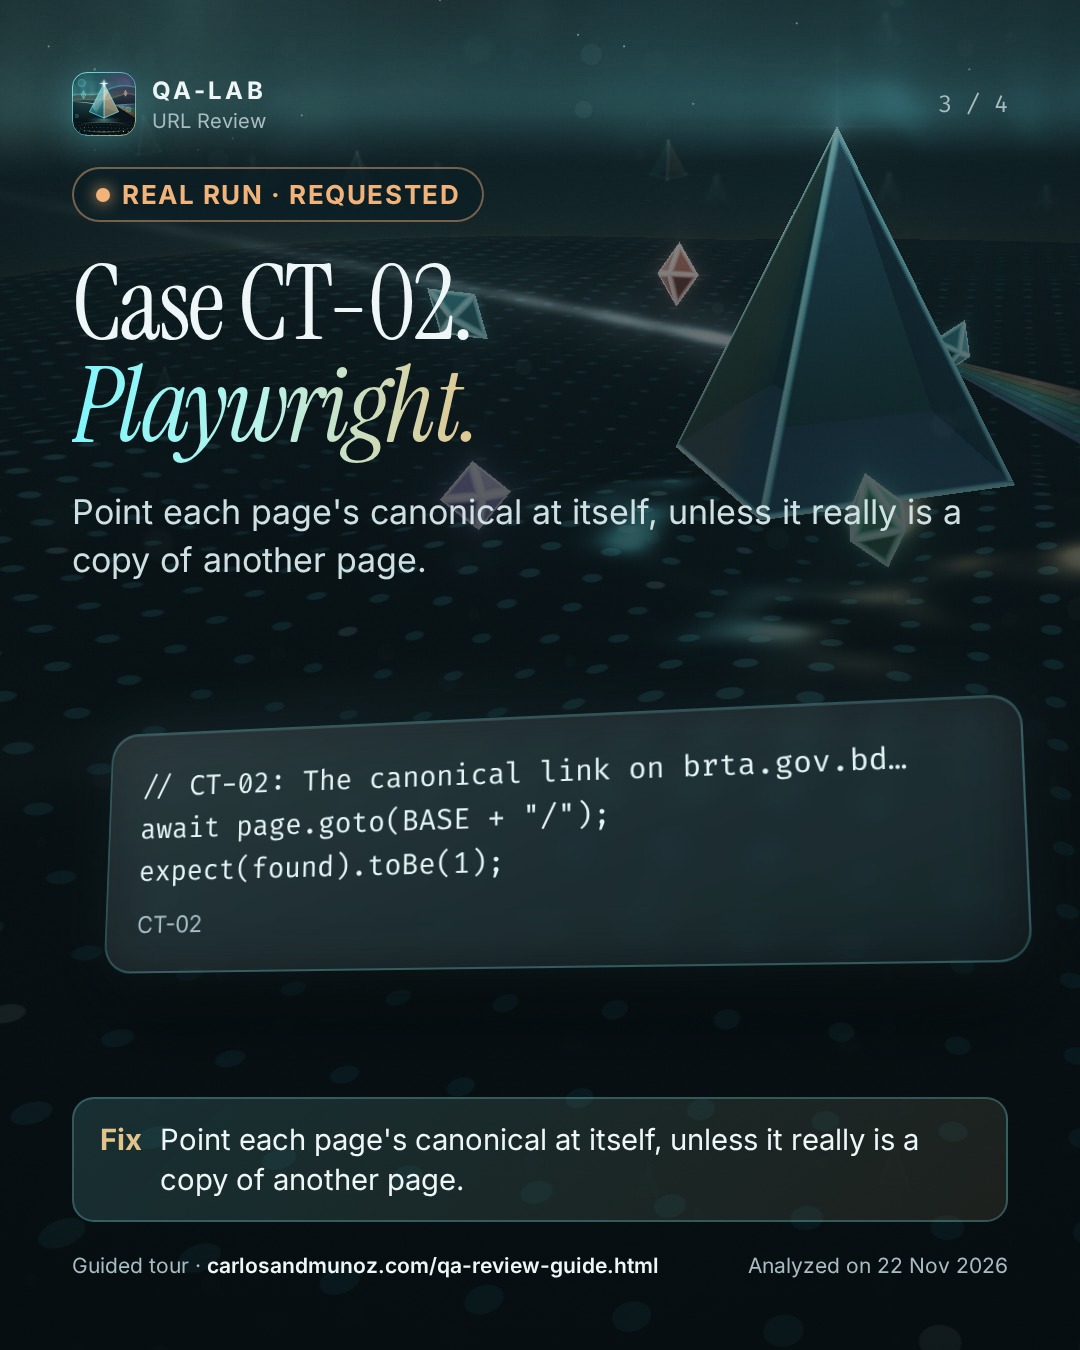 QA-LAB
URL Review
3 / 4
REAL RUN · REQUESTED
Case CT-02.
Playwright.
Point each page's canonical at itself, unless it really is a
copy of another page.
// CT-02: The canonical link on brta.gov.bd…
await page.goto(BASE + "/");
expect(found).toBe(1);
CT-02
Fix Point each page's canonical at itself, unless it really is a
copy of another page.
Guided tour · carlosandmunoz.com/qa-review-guide.html
Analyzed on 22 Nov 2026